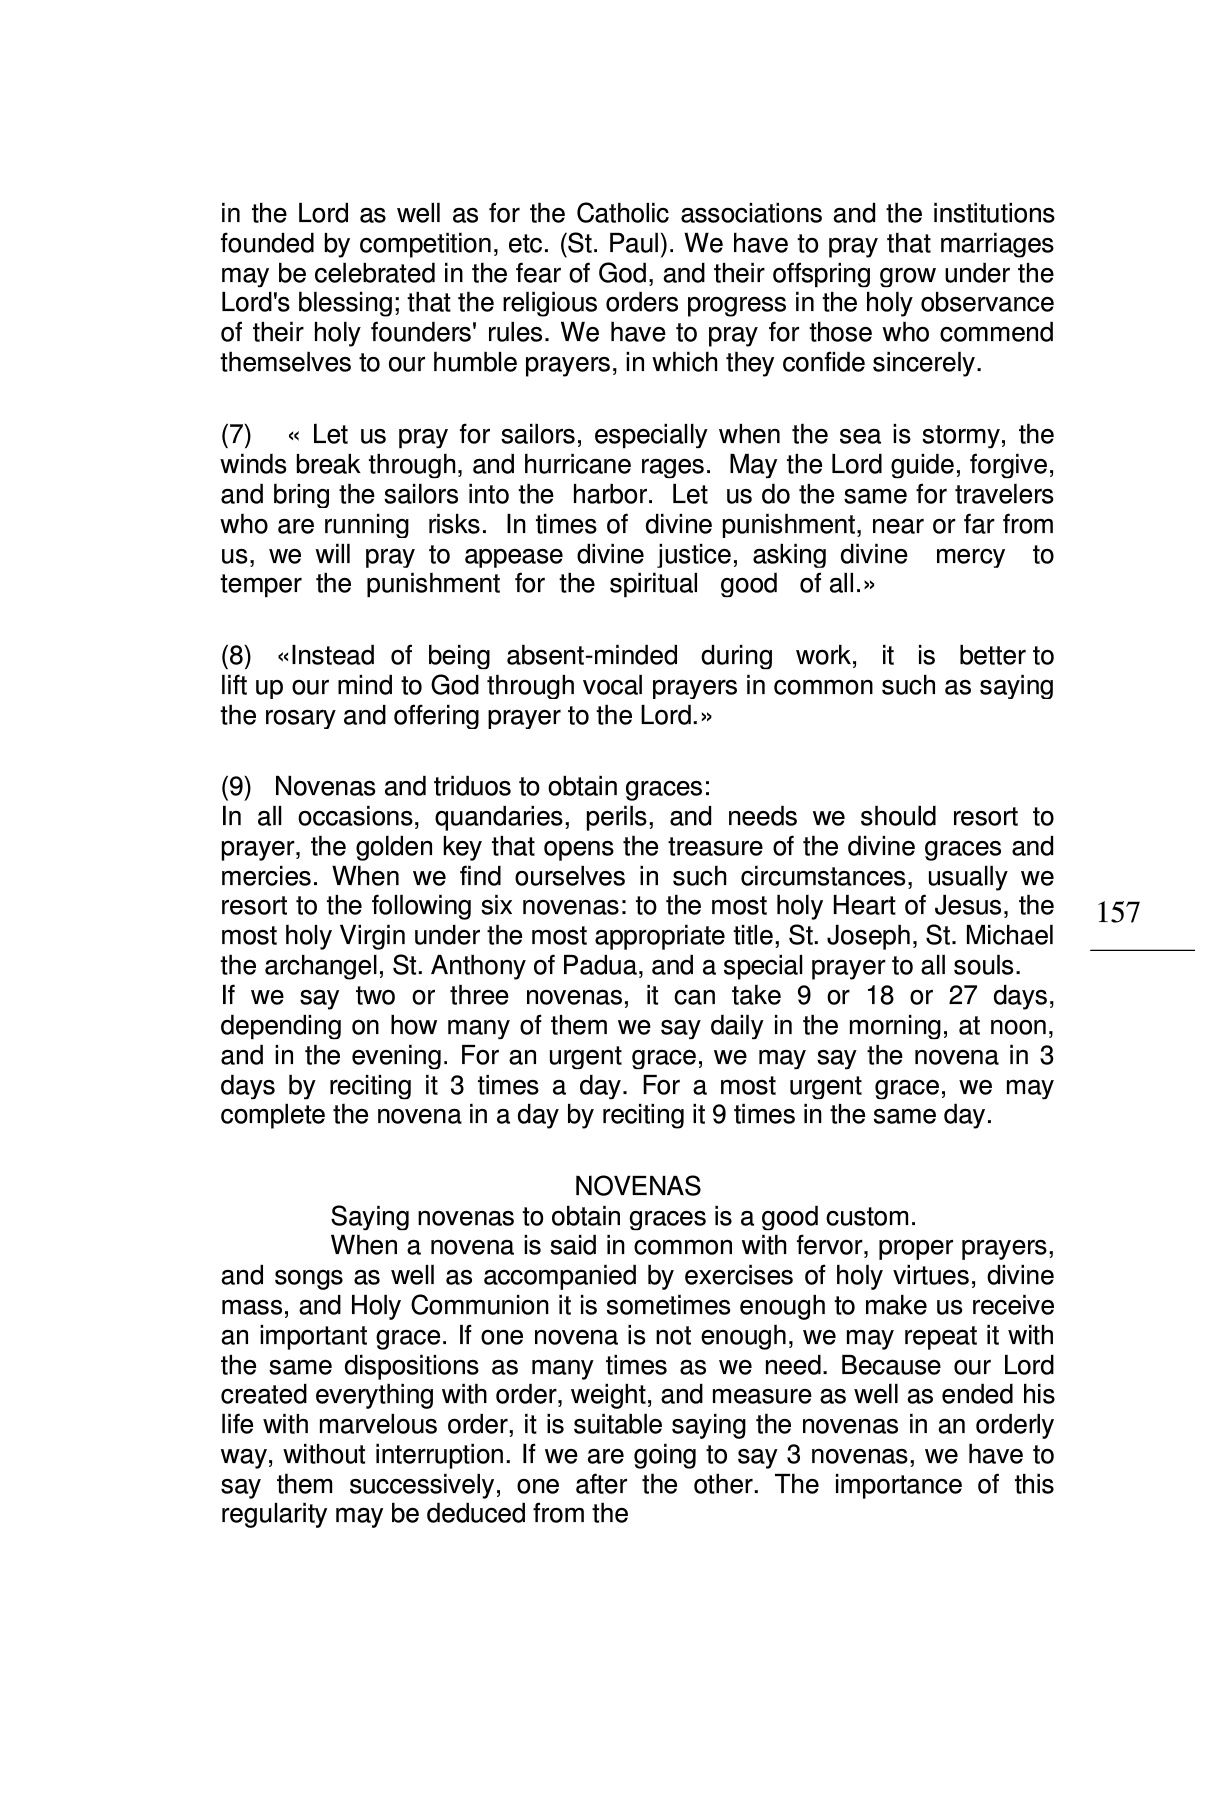 in the Lord as well as for the Catholic associations and the institutions
founded by competition, etc. (St. Paul). We have to pray that marriages
may be celebrated in the fear of God, and their offspring grow under the
Lord's blessing; that the religious orders progress in the holy observance
of their holy founders' rules. We have to pray for those who commend
themselves to our humble prayers, in which they confide sincerely.
(7) « Let us pray for sailors, especially when the sea is stormy, the
winds break through, and hurricane rages. May the Lord guide, forgive,
and bring the sailors into the harbor. Let us do the same for travelers
who are running risks. In times of divine punishment, near or far from
us, we will pray to appease divine justice, asking divine mercy to
temper the punishment for the spiritual good of all.»
(8) «Instead of being absent-minded during work, it is better to
lift up our mind to God through vocal prayers in common such as saying
the rosary and offering prayer to the Lord.»
(9) Novenas and triduos to obtain graces:
In all occasions, quandaries, perils, and needs we should resort to
prayer, the golden key that opens the treasure of the divine graces and
mercies. When we find ourselves in such circumstances, usually we
resort to the following six novenas: to the most holy Heart of Jesus, the
most holy Virgin under the most appropriate title, St. Joseph, St. Michael
the archangel, St. Anthony of Padua, and a special prayer to all souls.
If we say two or three novenas, it can take 9 or 18 or 27 days,
depending on how many of them we say daily in the morning, at noon,
and in the evening. For an urgent grace, we may say the novena in 3
days by reciting it 3 times a day. For a most urgent grace, we may
complete the novena in a day by reciting it 9 times in the same day.
157
NOVENAS
Saying novenas to obtain graces is a good custom.
When a novena is said in common with fervor, proper prayers,
and songs as well as accompanied by exercises of holy virtues, divine
mass, and Holy Communion it is sometimes enough to make us receive
an important grace. If one novena is not enough, we may repeat it with
the same dispositions as many times as we need. Because our Lord
created everything with order, weight, and measure as well as ended his
life with marvelous order, it is suitable saying the novenas in an orderly
way, without interruption. If we are going to say 3 novenas, we have to
say them successively, one after the other. The importance of this
regularity may be deduced from the